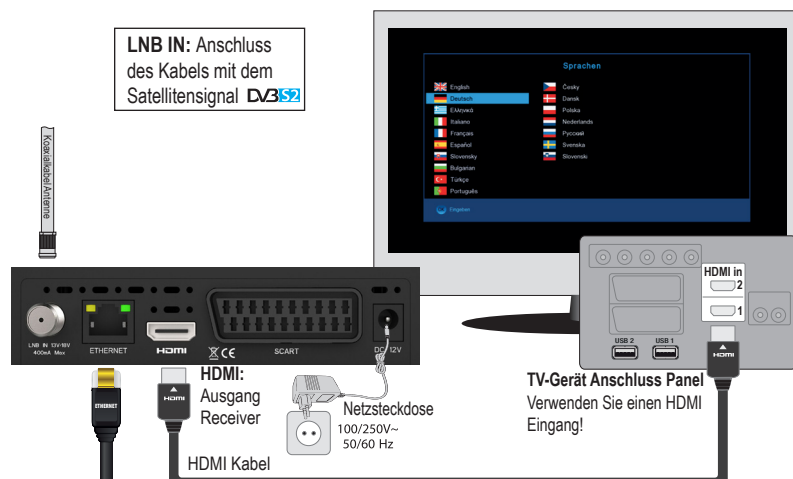 LNB IN: Anschluss
des Kabels mit dem
Satellitensignal DVB S2
Koaxialkabel Antenne
Sprachen
English
Deutsch
Ελληνικά
Italiano
Français
Español
Slovensky
Bulgarian
Türkçe
Português
Česky
Dansk
Polska
Nederlands
Русский
Svenska
Slovenski
Eingeben
LNB IN 13V/18V
400mA Max
ETHERNET
HDMI
CE
SCART
DC 12V
HDMI in
2
1
USB 2
USB 1
HDMI
TV-Gerät Anschluss Panel
Verwenden Sie einen HDMI
Eingang!
ETHERNET
HDMI
HDMI:
Ausgang
Receiver
HDMI Kabel
Netzsteckdose
100/250V~
50/60 Hz